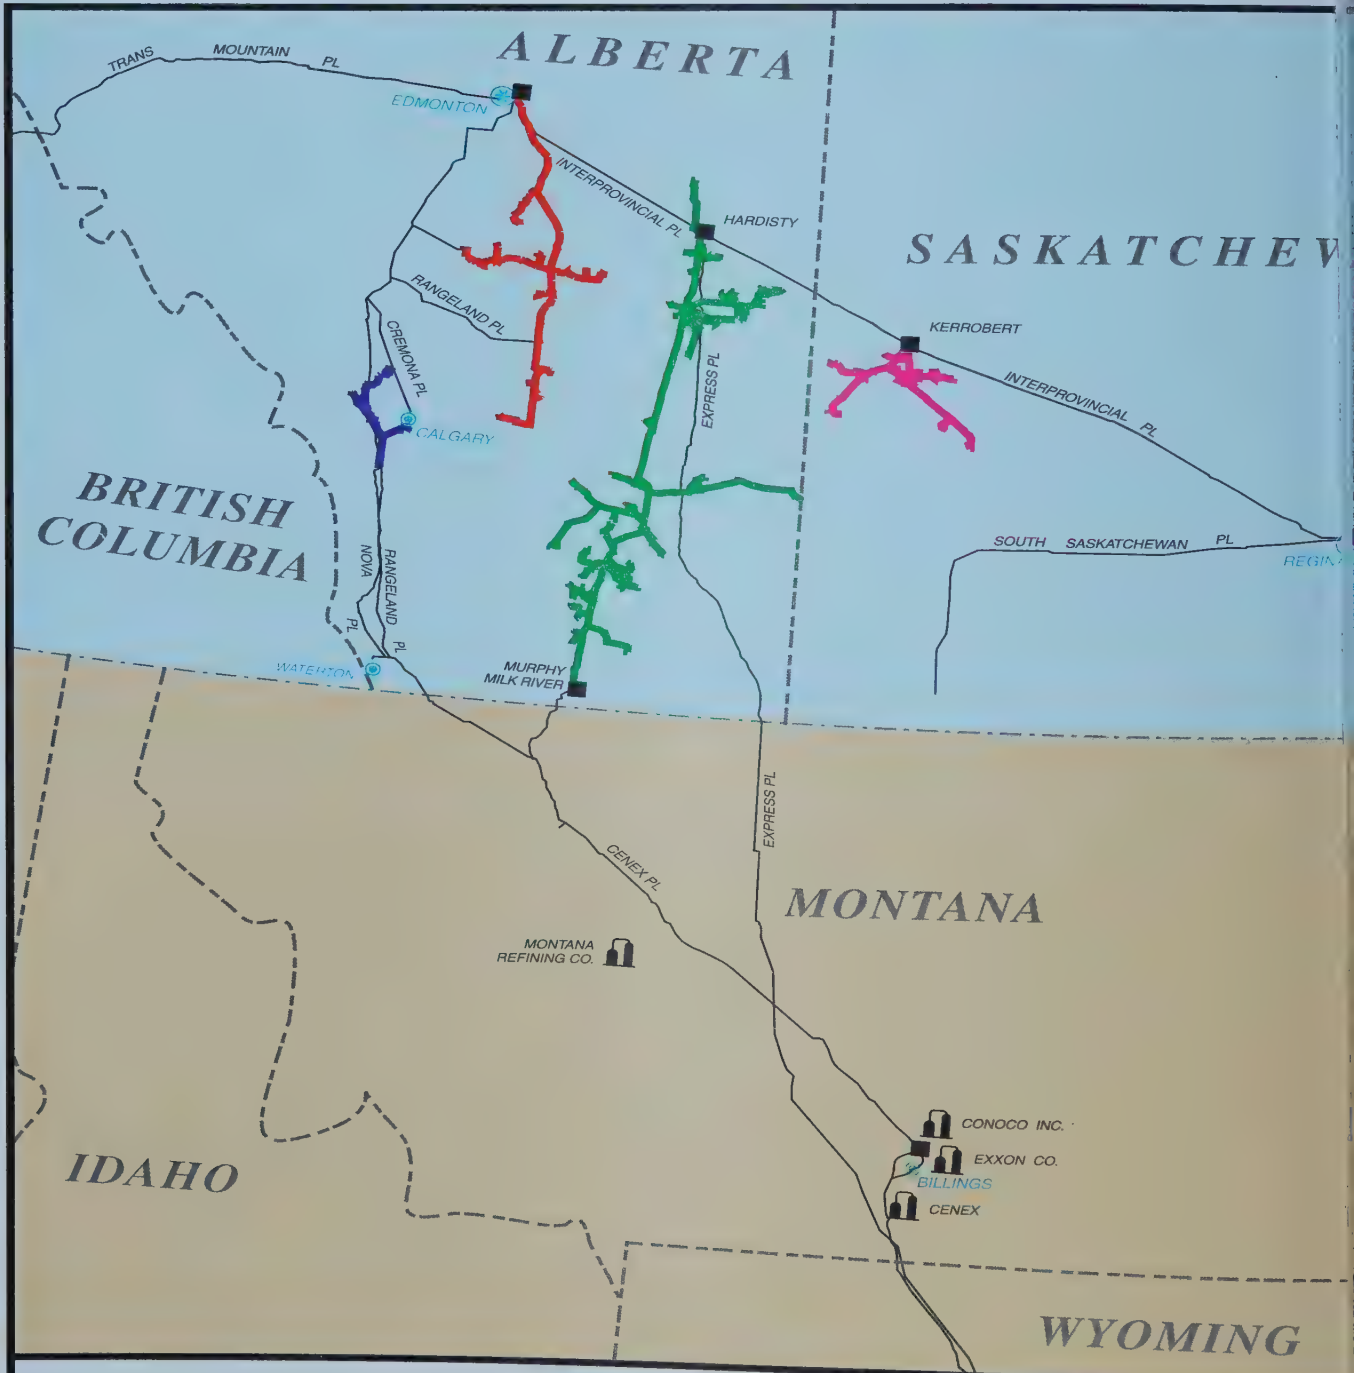 ALBERTA
TRANS MOUNTAIN PL
EDMONTON
INTERPROVINCIAL PL
HARDISTY
SASKATCHEW
RANGELAND PL
CREMONA PL
KERROBERT
EXPRESS PL
INTERPROVINCIAL PL
CALGARY
BRITISH
COLUMBIA
NOVA PL
RANGELAND PL
SOUTH SASKATCHEWAN PL
REGIN
WATERTON
MURPHY
MILK RIVER
EXPRESS PL
CENEX PL
MONTANA
MONTANA
REFINING CO.
CONOCO INC.
EXXON CO.
BILLINGS
CENEX
IDAHO
WYOMING